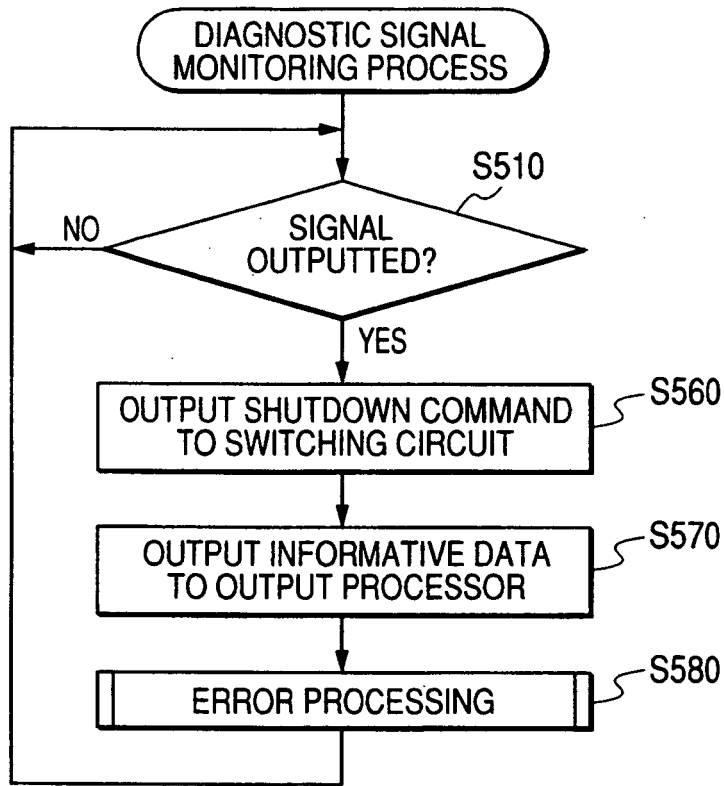 DIAGNOSTIC SIGNAL
MONITORING PROCESS
S510
NO
SIGNAL
OUTPUTTED?
YES
S560
OUTPUT SHUTDOWN COMMAND
TO SWITCHING CIRCUIT
S570
OUTPUT INFORMATIVE DATA
TO OUTPUT PROCESSOR
S580
ERROR PROCESSING